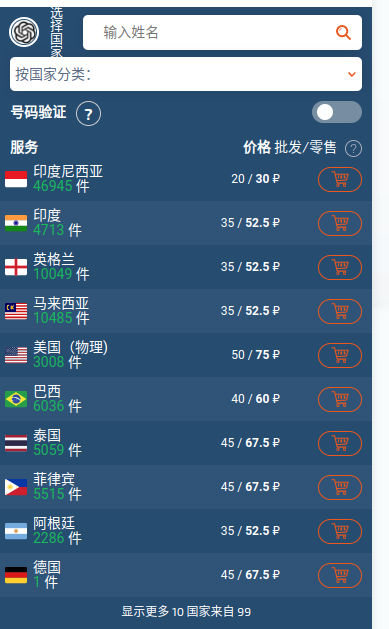 选择国家
输入姓名
按国家分类:
号码验证 ?
服务 价格 批发/零售 ?
印度尼西亚
46945 件
20 / 30 ₽
印度
4713 件
35 / 52.5 ₽
英格兰
10049 件
35 / 52.5 ₽
马来西亚
10485 件
35 / 52.5 ₽
美国（物理)
3008 件
50 / 75 ₽
巴西
6036 件
40 / 60 ₽
泰国
5059 件
45 / 67.5 ₽
菲律宾
5515 件
45 / 67.5 ₽
阿根廷
2286 件
35 / 52.5 ₽
德国
1 件
45 / 67.5 ₽
显示更多 10 国家来自 99